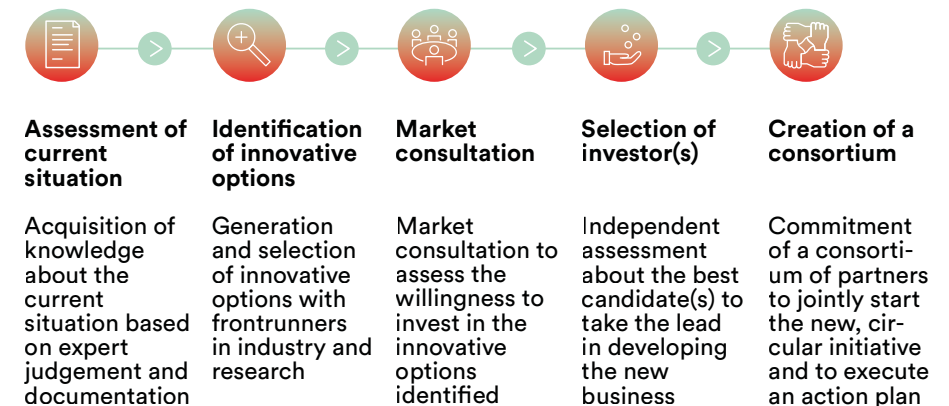 Assessment of
current
situation
Acquisition of
knowledge
about the
current
situation based
on expert
judgement and
documentation
Identification
of innovative
options
Generation
and selection
of innovative
options with
frontrunners
in industry and
research
Market
consultation
Market
consultation to
assess the
willingness to
invest in the
innovative
options
identified
Selection of
investor(s)
Independent
assessment
about the best
candidate(s) to
take the lead
in developing
the new
business
Creation of a
consortium
Commitment
of a consorti-
um of partners
to jointly start
the new, cir-
cular initiative
and to execute
an action plan